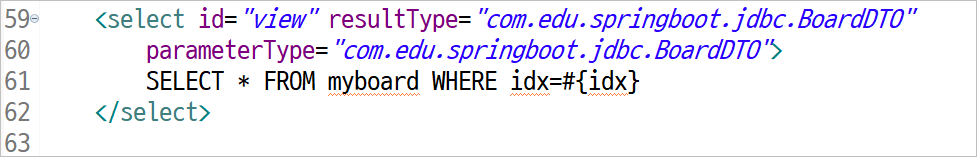 59 <select id="view" resultType="com.edu.springboot.jdbc.BoardDTO"
60 parameterType="com.edu.springboot.jdbc.BoardDTO">
61 SELECT * FROM myboard WHERE idx=#{idx}
62 </select>
63